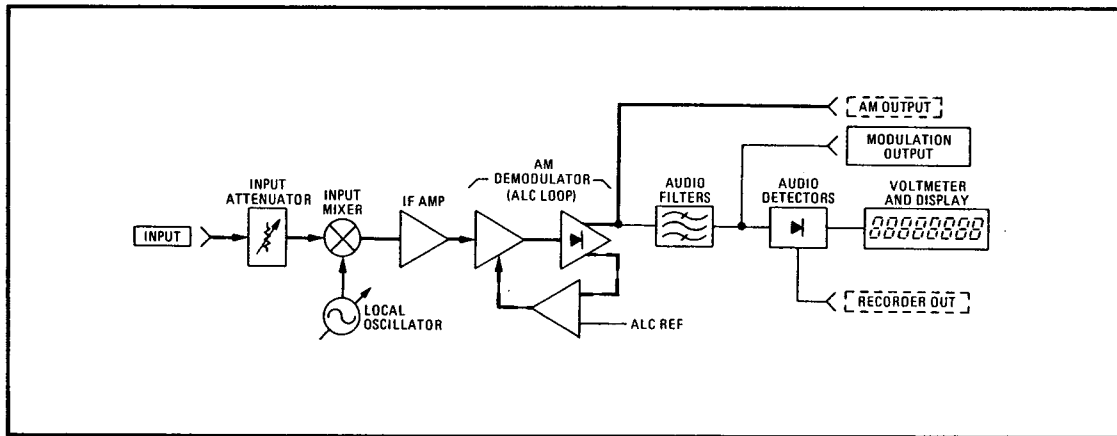 AM OUTPUT
MODULATION
OUTPUT
AM
DEMODULATOR
(ALC LOOP)
INPUT
ATTENUATOR
INPUT
MIXER
IF AMP
AUDIO
FILTERS
AUDIO
DETECTORS
VOLTMETER
AND DISPLAY
00000000
INPUT
LOCAL
OSCILLATOR
ALC REF
RECORDER OUT